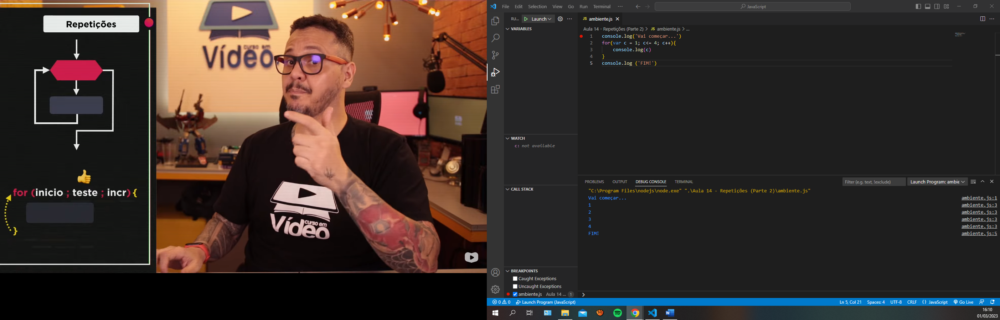 Repetições
for (inicio ; teste ; incr) {
}
curso em
Vídeo
curso em
Vídeo
File Edit Selection View Go Run Terminal ···
JavaScript
RU... Launch
VARIABLES
WATCH
c: not available
CALL STACK
BREAKPOINTS
Caught Exceptions
Uncaught Exceptions
ambiente.js Aula 14 ... 1
JS ambiente.js
Aula 14 - Repetições (Parte 2) > JS ambiente.js > ...
1 console.log('Vai começar...')
2 for(var c = 1; c<= 4; c++){
3 console.log(c)
4 }
5 console.log ('FIM!')
PROBLEMS OUTPUT DEBUG CONSOLE TERMINAL
Filter (e.g. text, !exclude)
Launch Program: ambie
"C:\Program Files\nodejs\node.exe" ".\Aula 14 - Repetições (Parte 2)\ambiente.js"
Vai começar... ambiente.js:1
1 ambiente.js:3
2 ambiente.js:3
3 ambiente.js:3
4 ambiente.js:3
FIM! ambiente.js:5
0 0 Launch Program (JavaScript)
Ln 5, Col 21 Spaces: 4 UTF-8 CRLF {} JavaScript Go Live
W
16:10
01/03/2023